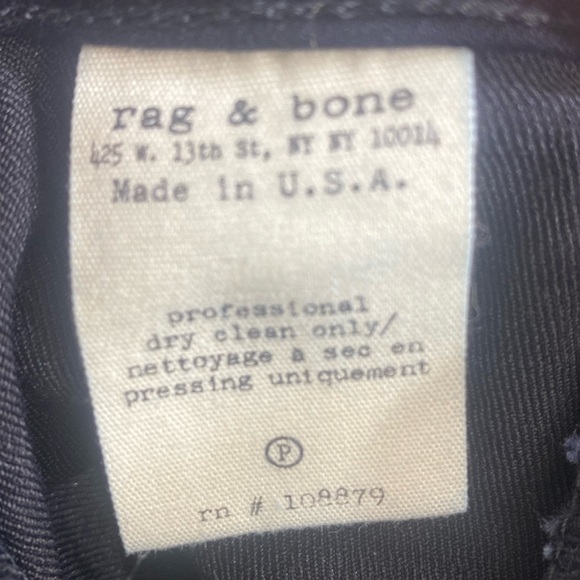 rag & bone
425 W. 13th St, NY NY 10014
Made in U.S.A.
professional
dry clean only/
nettoyage à sec en
pressing uniquement
P
rn # 108879